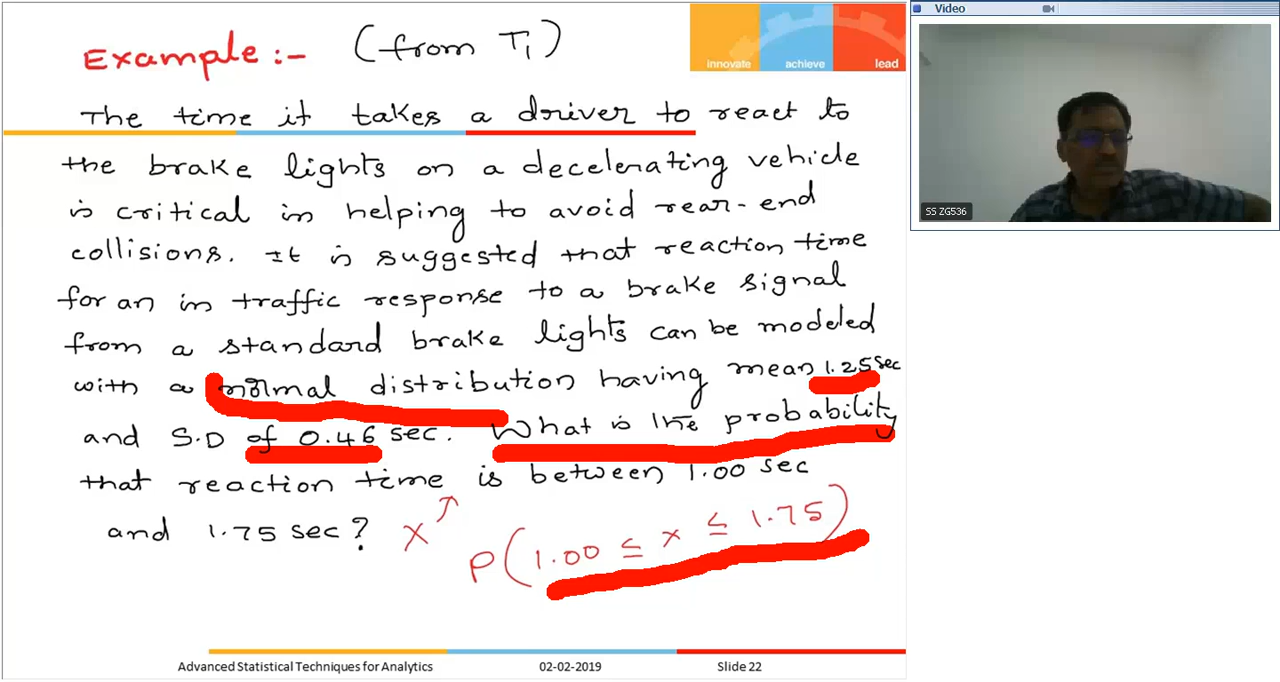 Example :- (from T1)
innovate achieve lead
The time it takes a driver to react to
the brake lights on a decelerating vehicle
is critical in helping to avoid rear-end
collisions. It is suggested that reaction time
for an in traffic response to a brake signal
from a standard brake lights can be modeled
with a normal distribution having mean 1.25 sec
and S.D of 0.46 sec. What is the probability
that reaction time is between 1.00 sec
and 1.75 sec? X
P(1.00 ≤ x ≤ 1.75)
Advanced Statistical Techniques for Analytics 02-02-2019 Slide 22
Video
SS ZG536